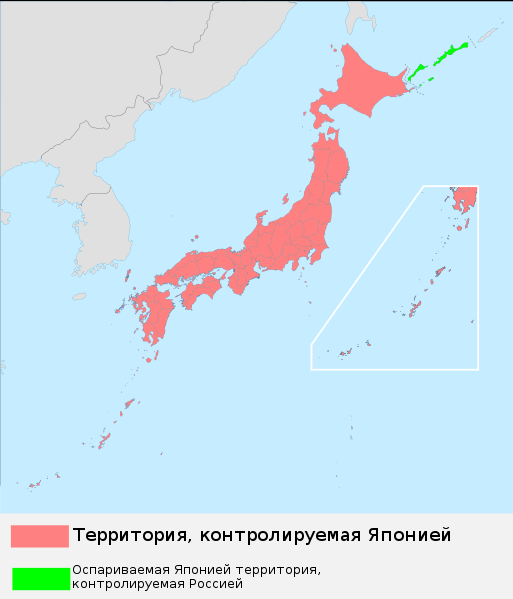 Территория, контролируемая Японией
Оспариваемая Японией территория,
контролируемая Россией